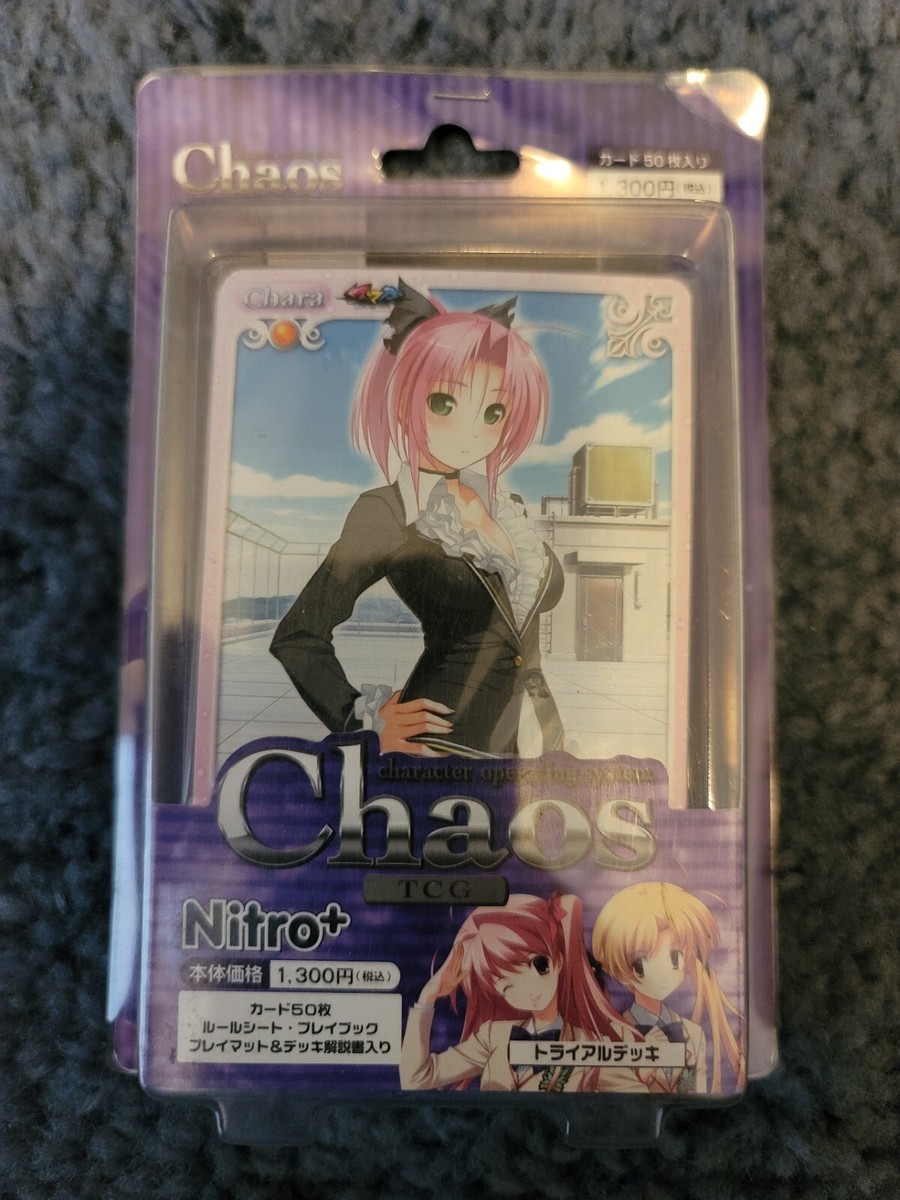 Chaos
カード50枚入り
1,300円(税込)
Chara
character operating system
Chaos
TCG
Nitro+
本体価格 1,300円(税込)
カード50枚
ルールシート・プレイブック
プレイマット&デッキ解説書入り
トライアルデッキ